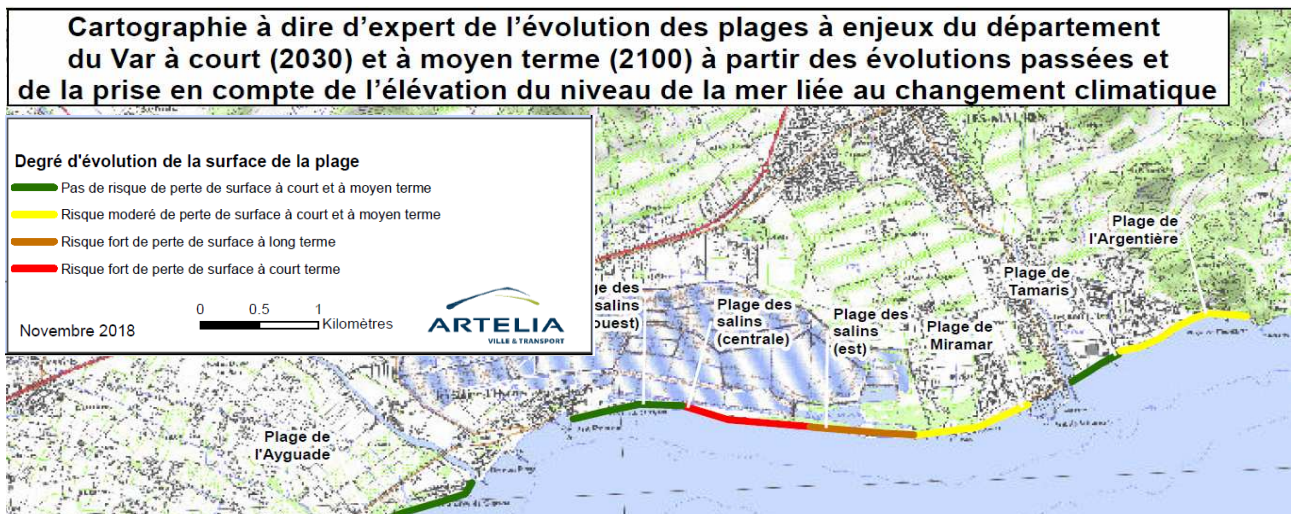 Cartographie à dire d'expert de l'évolution des plages à enjeux du département
du Var à court (2030) et à moyen terme (2100) à partir des évolutions passées et
de la prise en compte de l'élévation du niveau de la mer liée au changement climatique
Degré d'évolution de la surface de la plage
Pas de risque de perte de surface à court et à moyen terme
Risque moderé de perte de surface à court et à moyen terme
Risque fort de perte de surface à long terme
Risque fort de perte de surface à court terme
0 0.5 1
Kilomètres
Novembre 2018
ARTELIA
VILLE & TRANSPORT
Plage de
l'Ayguade
ge des
salins
ouest)
Plage des
salins
(centrale)
Plage des
salins
(est)
Plage de
Miramar
Plage de
Tamaris
Plage de
l'Argentière